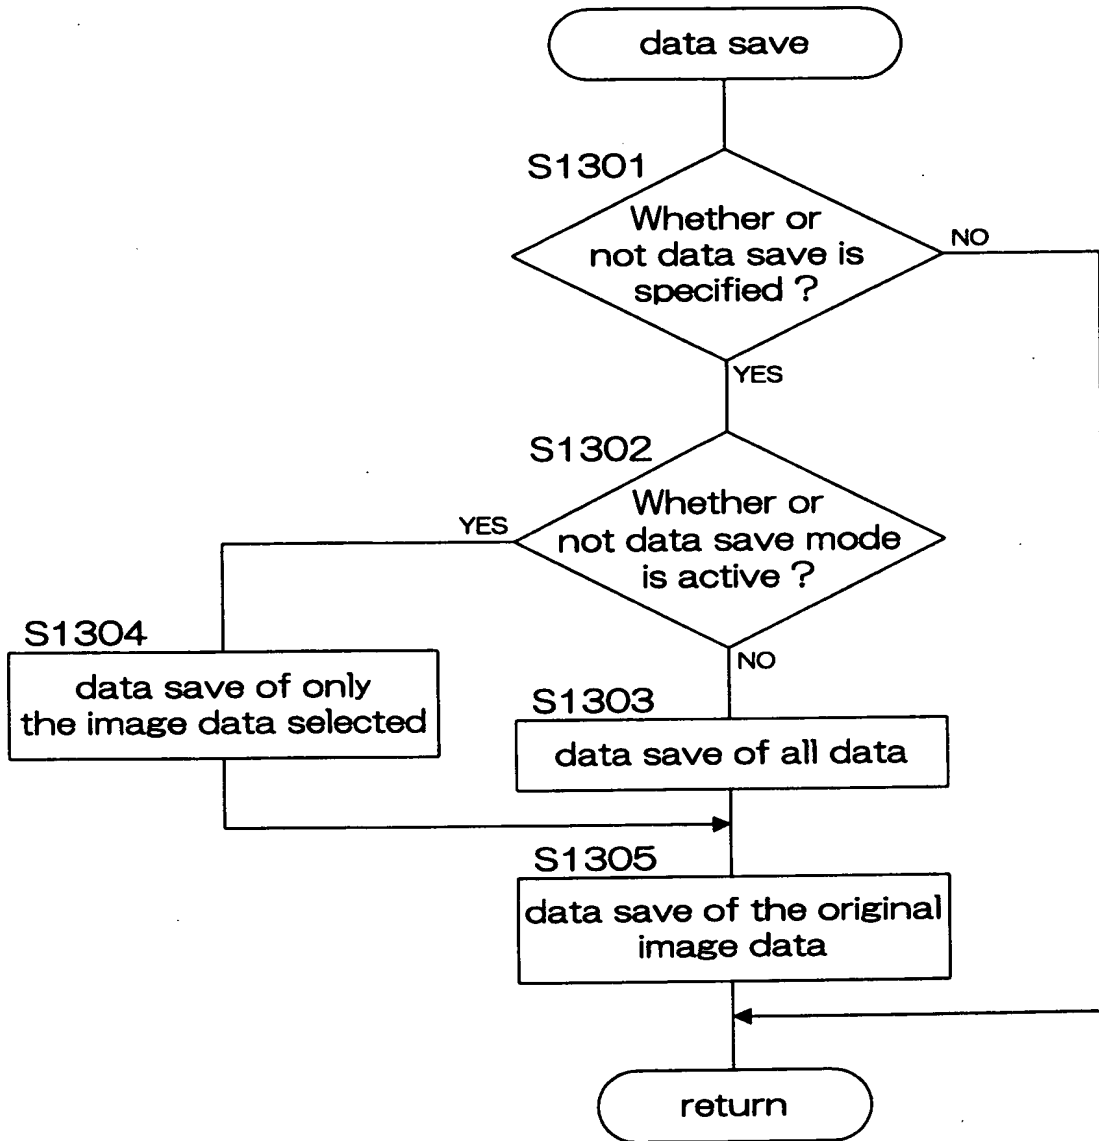 data save
S1301
Whether or
not data save is
specified ?
NO
YES
S1302
Whether or
not data save mode
is active ?
YES
NO
S1304
data save of only
the image data selected
S1303
data save of all data
S1305
data save of the original
image data
return